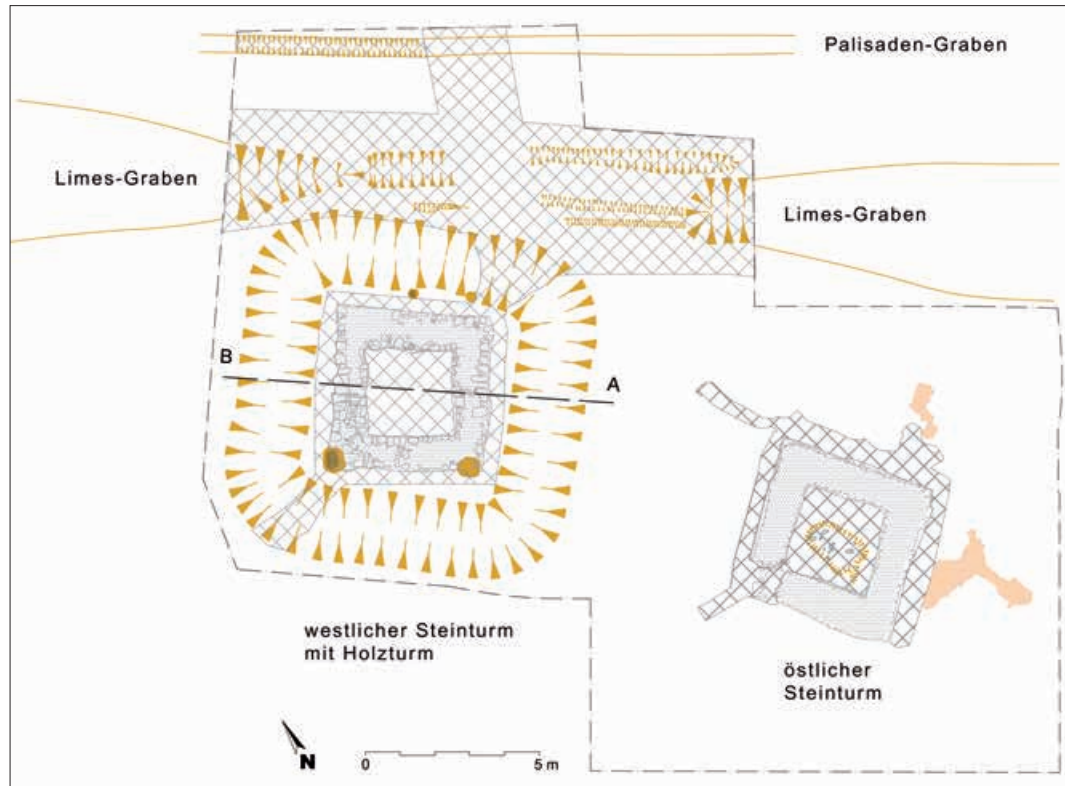 Palisaden-Graben
Limes-Graben
Limes-Graben
B
A
westlicher Steinturm
mit Holzturm
östlicher
Steinturm
N
0 5 m